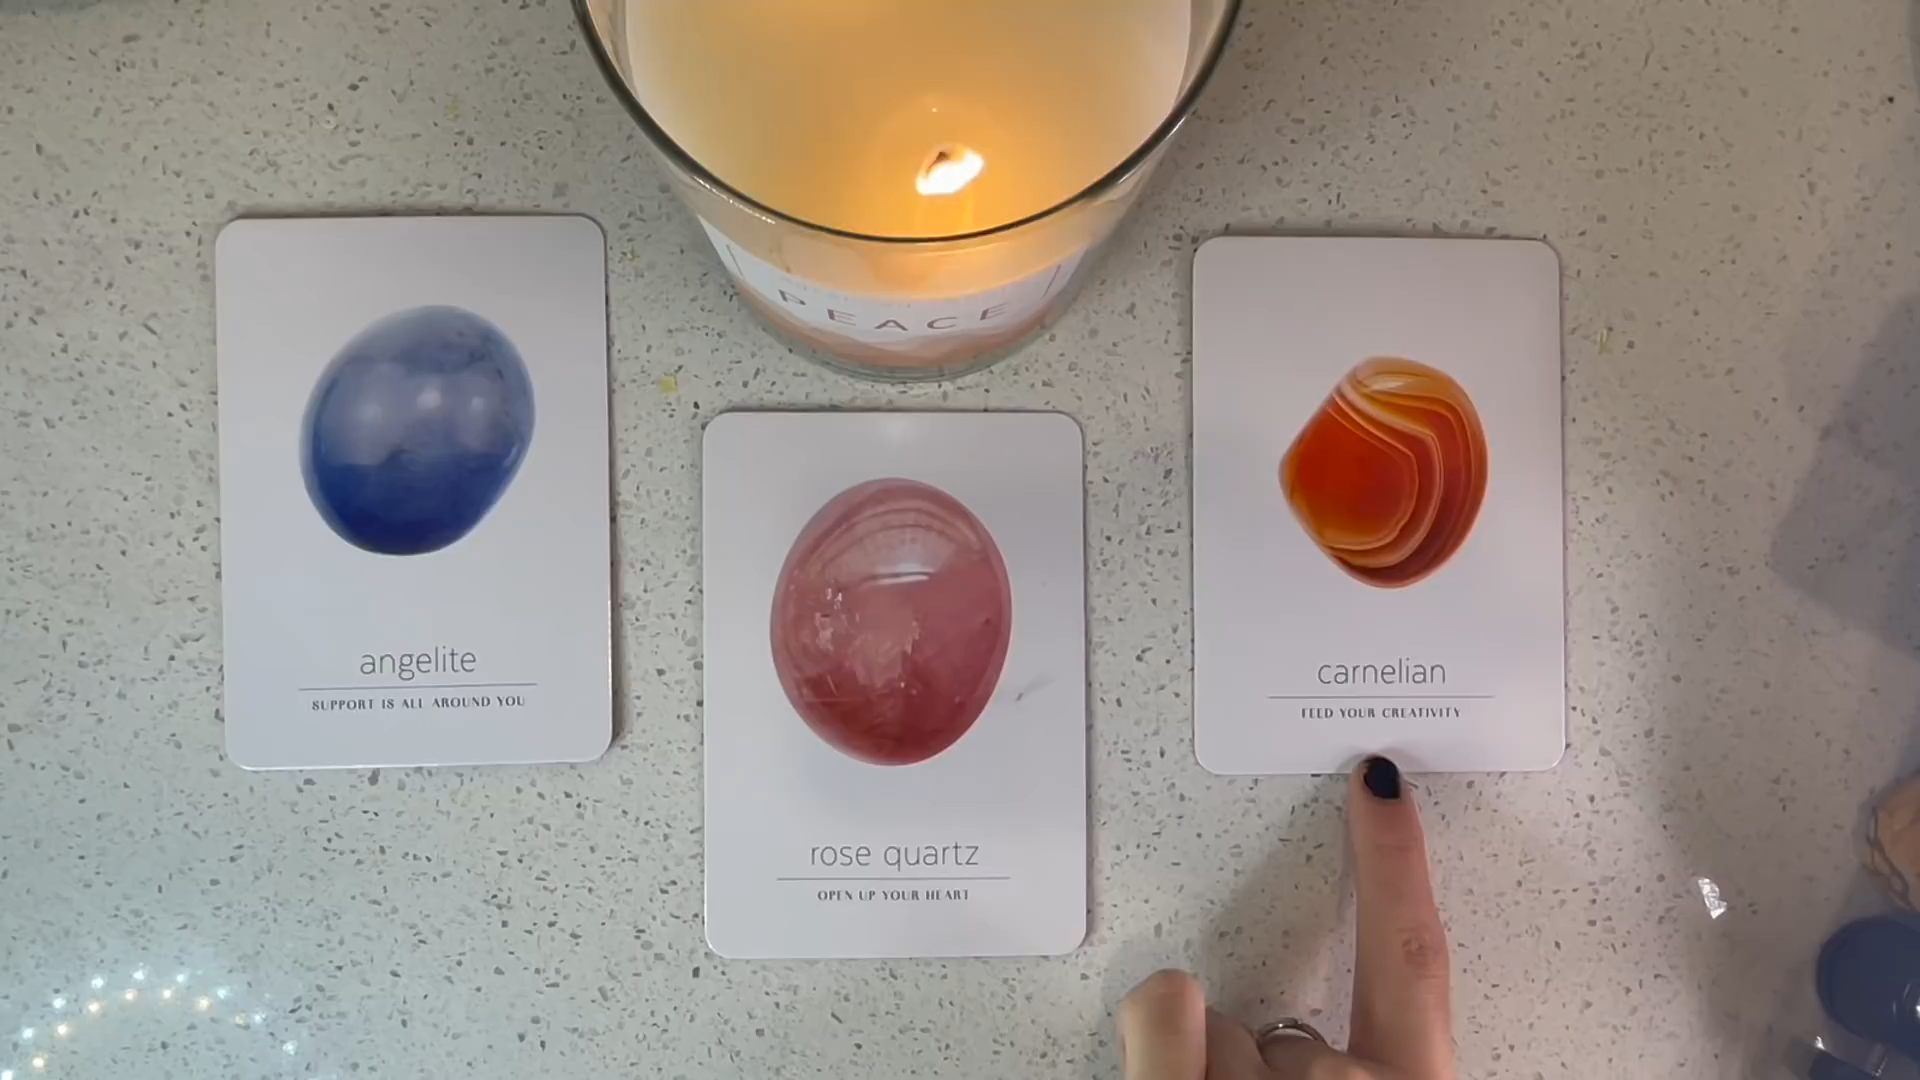 PEACE
angelite
SUPPORT IS ALL AROUND YOU
rose quartz
OPEN UP YOUR HEART
carnelian
FEED YOUR CREATIVITY